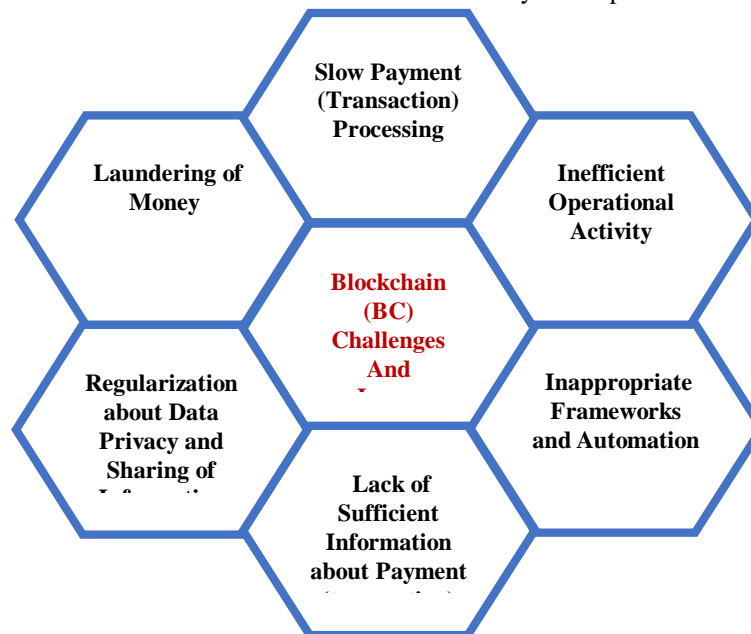 Slow Payment
(Transaction)
Processing
Laundering of
Money
Inefficient
Operational
Activity
Blockchain
(BC)
Challenges
And
Regularization
about Data
Privacy and
Sharing of
Inappropriate
Frameworks
and Automation
Lack of
Sufficient
Information
about Payment